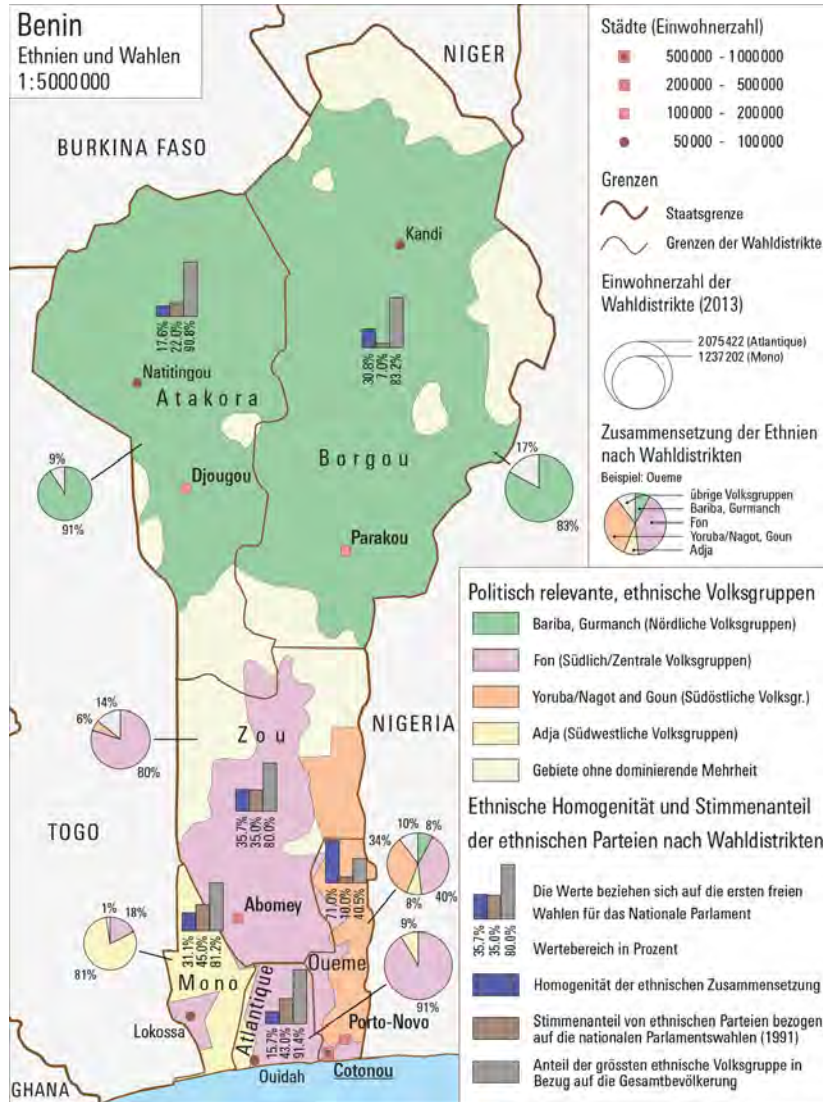 Benin
Ethnien und Wahlen
1:5000000
NIGER
BURKINA FASO
Kandi
17.6%
22.0%
90.8%
30.8%
7.0%
83.2%
Natitingou
Atakora
Borgou
9%
91%
Djougou
17%
83%
Parakou
14%
6%
80%
Zou
NIGERIA
TOGO
35.7%
35.0%
80.0%
34%
10%
8%
40%
8%
71.0%
10.0%
40.5%
Abomey
31.1%
45.0%
81.2%
1%
18%
81%
Mono
Oueme
9%
91%
Atlantique
15.7%
43.0%
91.4%
Lokossa
Porto-Novo
Ouidah
Cotonou
GHANA
Städte (Einwohnerzahl)
500000 - 1000000
200000 - 500000
100000 - 200000
50000 - 100000
Grenzen
Staatsgrenze
Grenzen der Wahldistrikte
Einwohnerzahl der
Wahldistrikte (2013)
2075422 (Atlantique)
1237202 (Mono)
Zusammensetzung der Ethnien
nach Wahldistrikten
Beispiel: Oueme
übrige Volksgruppen
Bariba, Gurmanch
Fon
Yoruba/Nagot, Goun
Adja
Politisch relevante, ethnische Volksgruppen
Bariba, Gurmanch (Nördliche Volksgruppen)
Fon (Südlich/Zentrale Volksgruppen)
Yoruba/Nagot and Goun (Südöstliche Volksgr.)
Adja (Südwestliche Volksgruppen)
Gebiete ohne dominierende Mehrheit
Ethnische Homogenität und Stimmenanteil
der ethnischen Parteien nach Wahldistrikten
Die Werte beziehen sich auf die ersten freien
Wahlen für das Nationale Parlament
35.7%
35.0%
80.0%
Wertebereich in Prozent
Homogenität der ethnischen Zusammensetzung
Stimmenanteil von ethnischen Parteien bezogen
auf die nationalen Parlamentswahlen (1991)
Anteil der grössten ethnische Volksgruppe in
Bezug auf die Gesamtbevölkerung